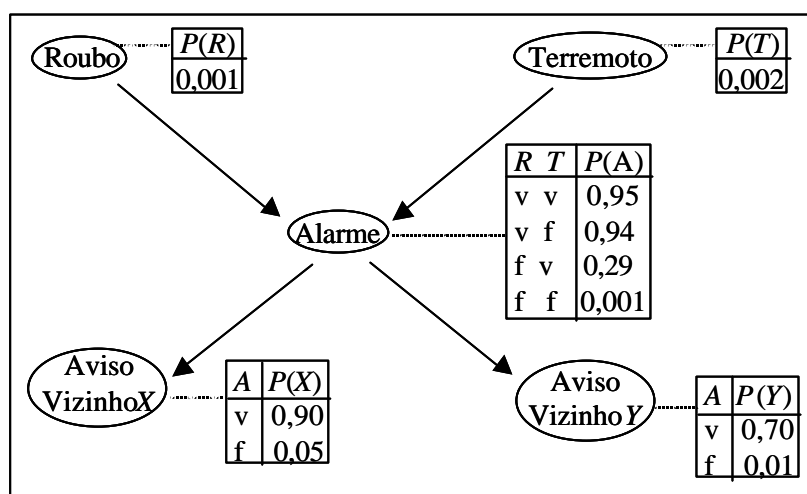 Roubo
P(R)
0,001
Terremoto
P(T)
0,002
Alarme
R T P(A)
v v 0,95
v f 0,94
f v 0,29
f f 0,001
Aviso
VizinhoX
A P(X)
v 0,90
f 0,05
Aviso
Vizinho Y
A P(Y)
v 0,70
f 0,01